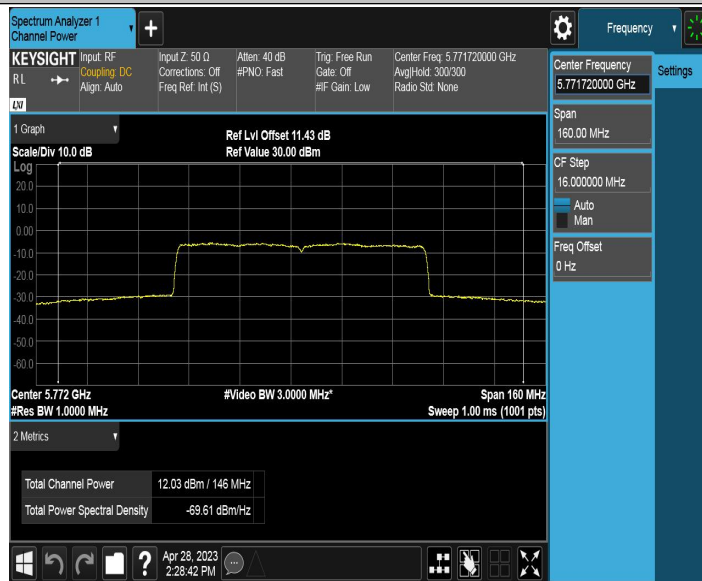 Spectrum Analyzer 1
Channel Power
Frequency
KEYSIGHT
RL
LXI
Input: RF
Coupling: DC
Align: Auto
Input Z: 50 Ω
Corrections: Off
Freq Ref: Int (S)
Atten: 40 dB
#PNO: Fast
Trig: Free Run
Gate: Off
#IF Gain: Low
Center Freq: 5.771720000 GHz
Avg|Hold: 300/300
Radio Std: None
Center Frequency
5.771720000 GHz
Settings
Span
160.00 MHz
CF Step
16.000000 MHz
Auto
Man
Freq Offset
0 Hz
1 Graph
Scale/Div 10.0 dB
Ref Lvl Offset 11.43 dB
Ref Value 30.00 dBm
Log
20.0
10.0
0.00
-10.0
-20.0
-30.0
-40.0
-50.0
-60.0
Center 5.772 GHz
#Video BW 3.0000 MHz*
Span 160 MHz
#Res BW 1.0000 MHz
Sweep 1.00 ms (1001 pts)
2 Metrics
Total Channel Power 12.03 dBm / 146 MHz
Total Power Spectral Density -69.61 dBm/Hz
?
Apr 28, 2023
2:28:42 PM